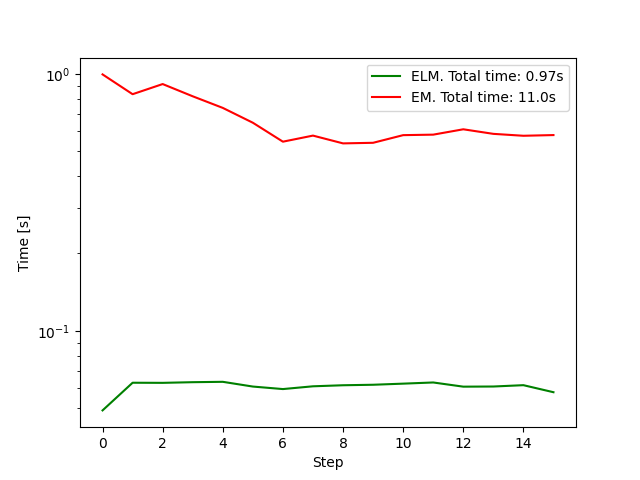 ELM. Total time: 0.97s
EM. Total time: 11.0s
10⁰
10⁻¹
Time [s]
0 2 4 6 8 10 12 14
Step